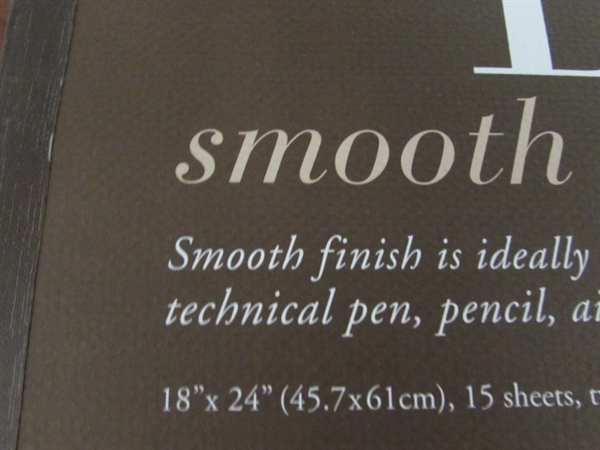 smooth
Smooth finish is ideally
technical pen, pencil,
18”x 24” (45.7x61cm), 15 sheets,